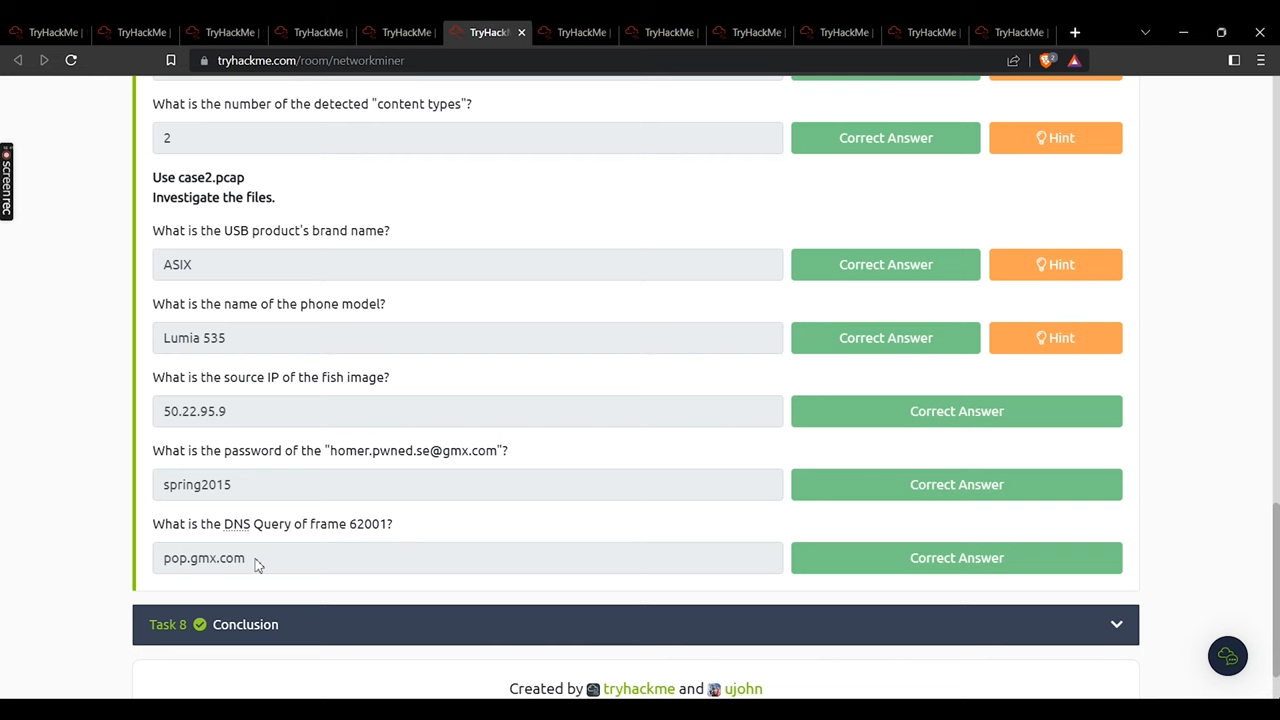 TryHackMe | TryHackMe | TryHackMe | TryHackMe | TryHackMe | TryHackMe TryHackMe | TryHackMe | TryHackMe | TryHackMe | TryHackMe | TryHackMe |
tryhackme.com/room/networkminer
2
What is the number of the detected "content types"?
2 Correct Answer Hint
screenrec
Use case2.pcap
Investigate the files.
What is the USB product's brand name?
ASIX Correct Answer Hint
What is the name of the phone model?
Lumia 535 Correct Answer Hint
What is the source IP of the fish image?
50.22.95.9 Correct Answer
What is the password of the "homer.pwned.se@gmx.com"?
spring2015 Correct Answer
What is the DNS Query of frame 62001?
pop.gmx.com Correct Answer
Task 8 Conclusion
Created by tryhackme and ujohn